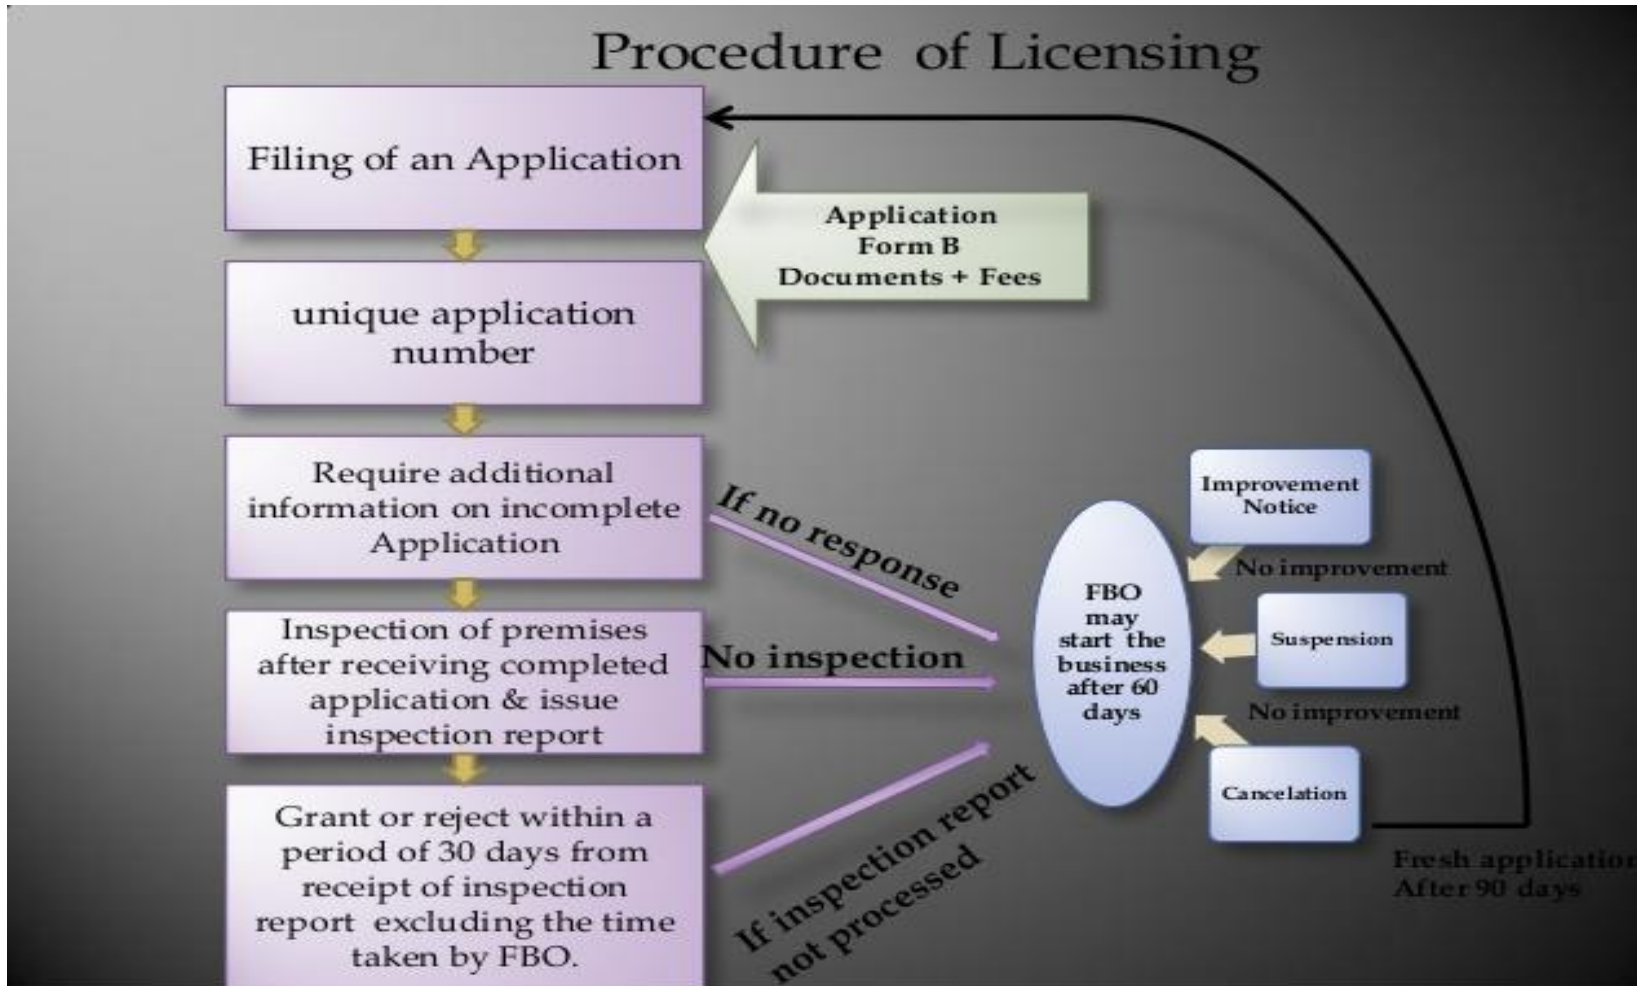 Procedure of Licensing
Filing of an Application
Application
Form B
Documents + Fees
unique application
number
Require additional
information on incomplete
Application
If no response
Inspection of premises
after receiving completed
application & issue
inspection report
No inspection
Grant or reject within a
period of 30 days from
receipt of inspection
report excluding the time
taken by FBO.
If inspection report
not processed
FBO
may
start the
business
after 60
days
Improvement
Notice
No improvement
Suspension
No improvement
Cancelation
Fresh application
After 90 days